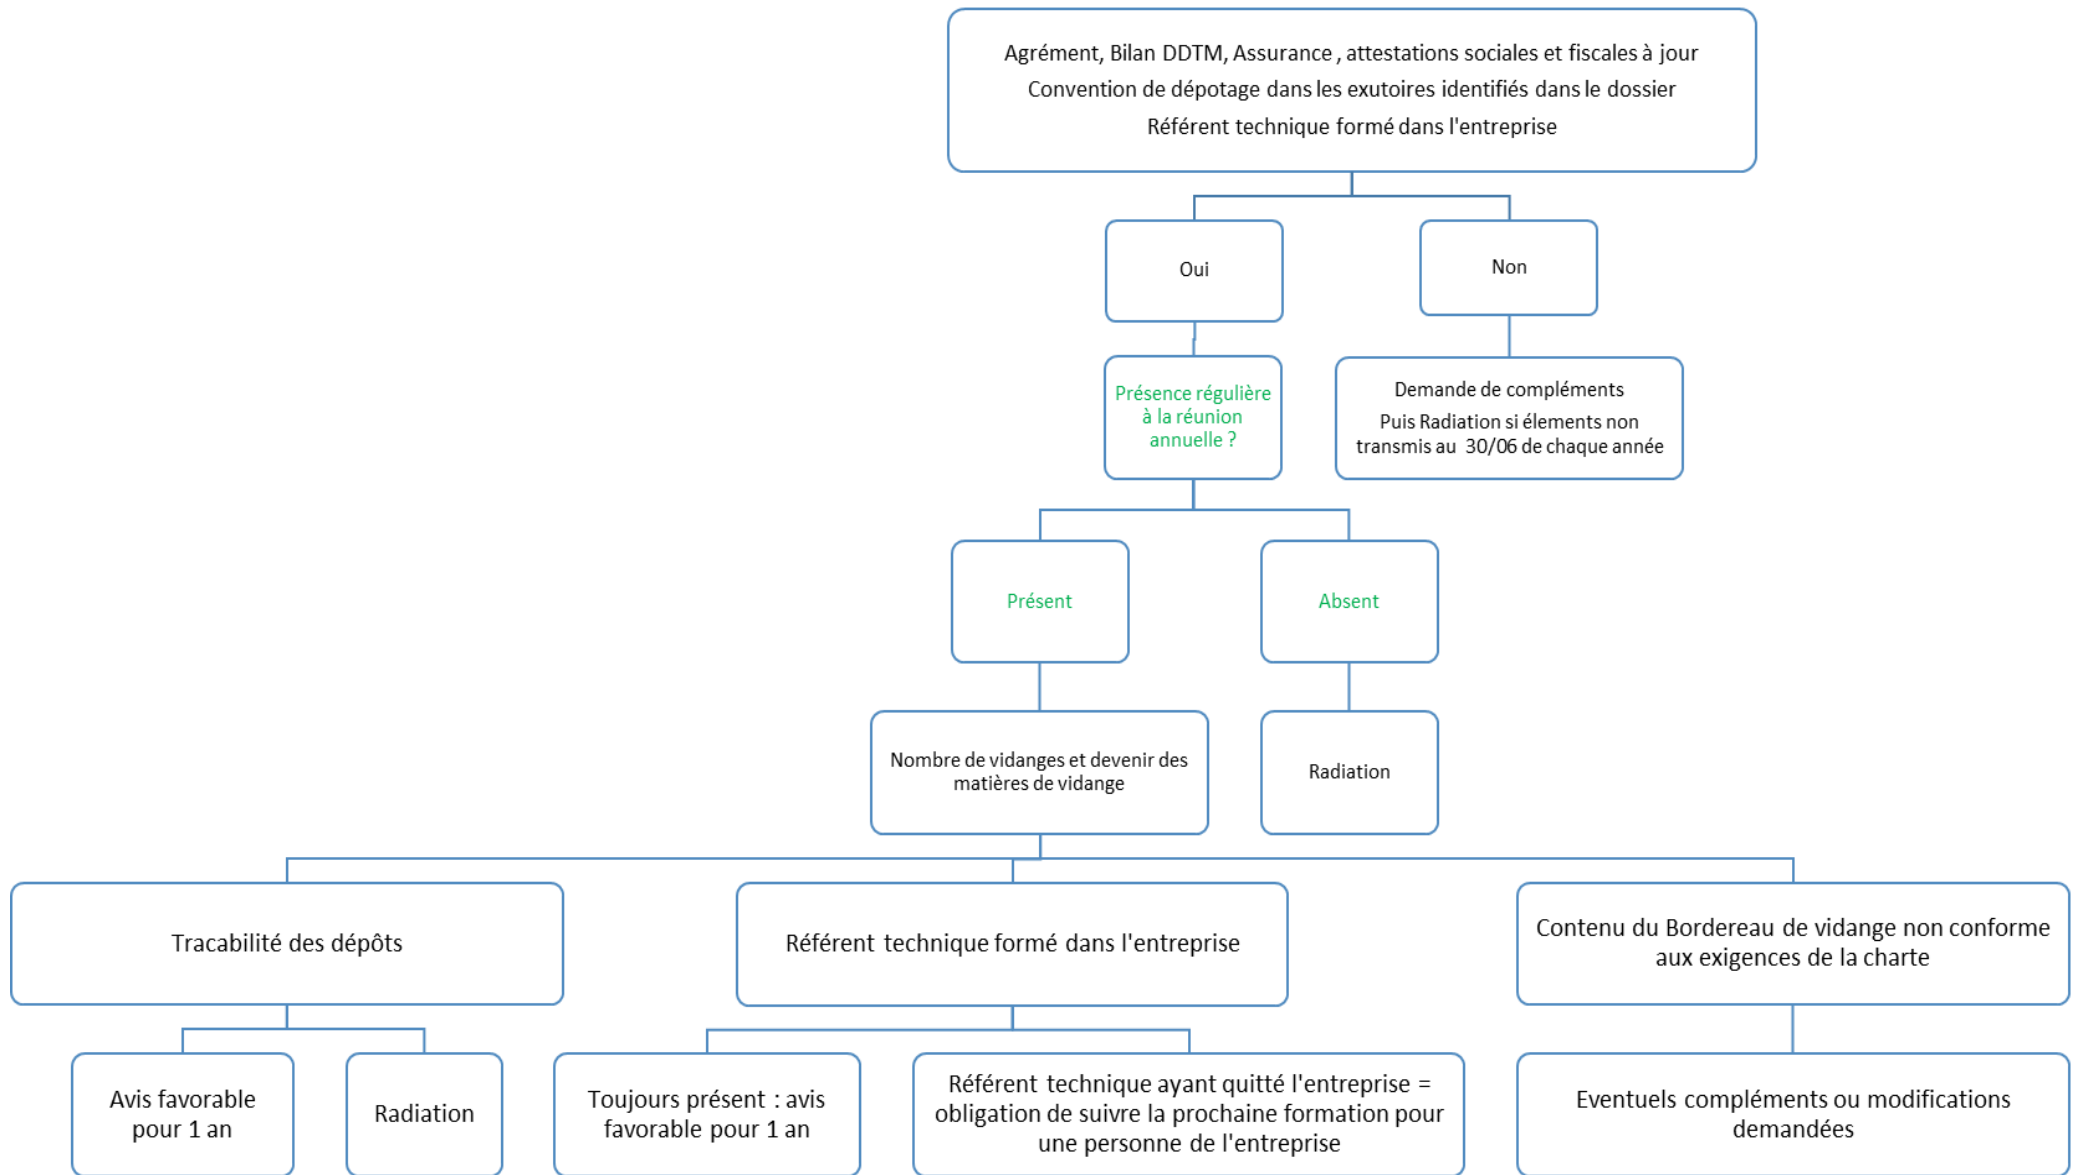 Agrément, Bilan DDTM, Assurance , attestations sociales et fiscales à jour
Convention de dépotage dans les exutoires identifiés dans le dossier
Référent technique formé dans l'entreprise
Oui
Non
Présence régulière
à la réunion
annuelle ?
Demande de compléments
Puis Radiation si élements non
transmis au 30/06 de chaque année
Présent
Absent
Nombre de vidanges et devenir des
matières de vidange
Radiation
Tracabilité des dépôts
Référent technique formé dans l'entreprise
Contenu du Bordereau de vidange non conforme
aux exigences de la charte
Avis favorable
pour 1 an
Radiation
Toujours présent : avis
favorable pour 1 an
Référent technique ayant quitté l'entreprise =
obligation de suivre la prochaine formation pour
une personne de l'entreprise
Eventuels compléments ou modifications
demandées